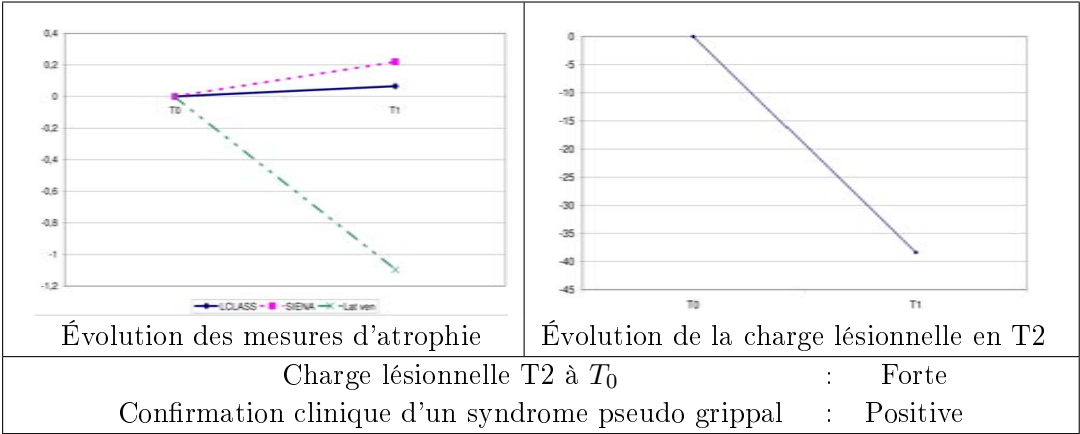 0,4
0,2
0
-0,2
-0,4
-0,6
-0,8
-1
-1,2
T0
T1
LCLASS
SIENA
Lat ven
Évolution des mesures d'atrophie
0
-5
-10
-15
-20
-25
-30
-35
-40
-45
T0
T1
Évolution de la charge lésionnelle en T2
Charge lésionnelle T2 à T0 : Forte
Confirmation clinique d'un syndrome pseudo grippal : Positive